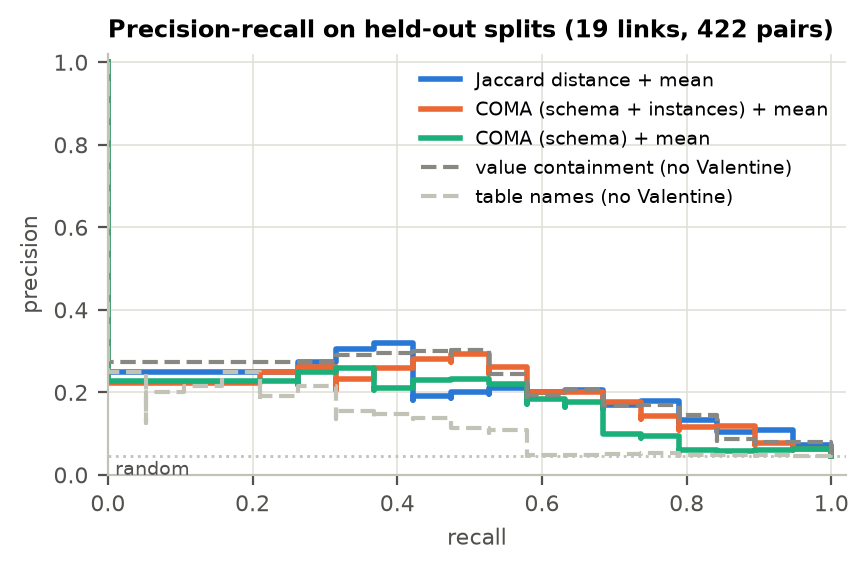 Precision-recall on held-out splits (19 links, 422 pairs)
1.0
0.8
0.6
0.4
0.2
0.0
precision
Jaccard distance + mean
COMA (schema + instances) + mean
COMA (schema) + mean
value containment (no Valentine)
table names (no Valentine)
random
0.0 0.2 0.4 0.6 0.8 1.0
recall